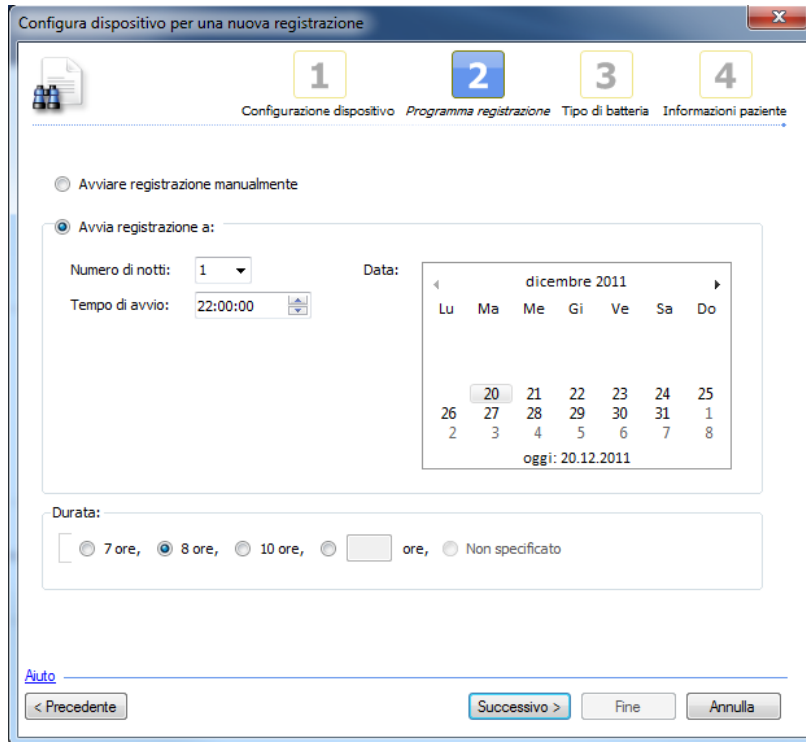 Configura dispositivo per una nuova registrazione
1 2 3 4
Configurazione dispositivo Programma registrazione Tipo di batteria Informazioni paziente
Avviare registrazione manualmente
Avvia registrazione a:
Numero di notti: 1 Data:
Tempo di avvio: 22:00:00
dicembre 2011
Lu Ma Me Gi Ve Sa Do
20 21 22 23 24 25
26 27 28 29 30 31 1
2 3 4 5 6 7 8
oggi: 20.12.2011
Durata:
7 ore, 8 ore, 10 ore, ore, Non specificato
Aiuto
< Precedente Successivo > Fine Annulla